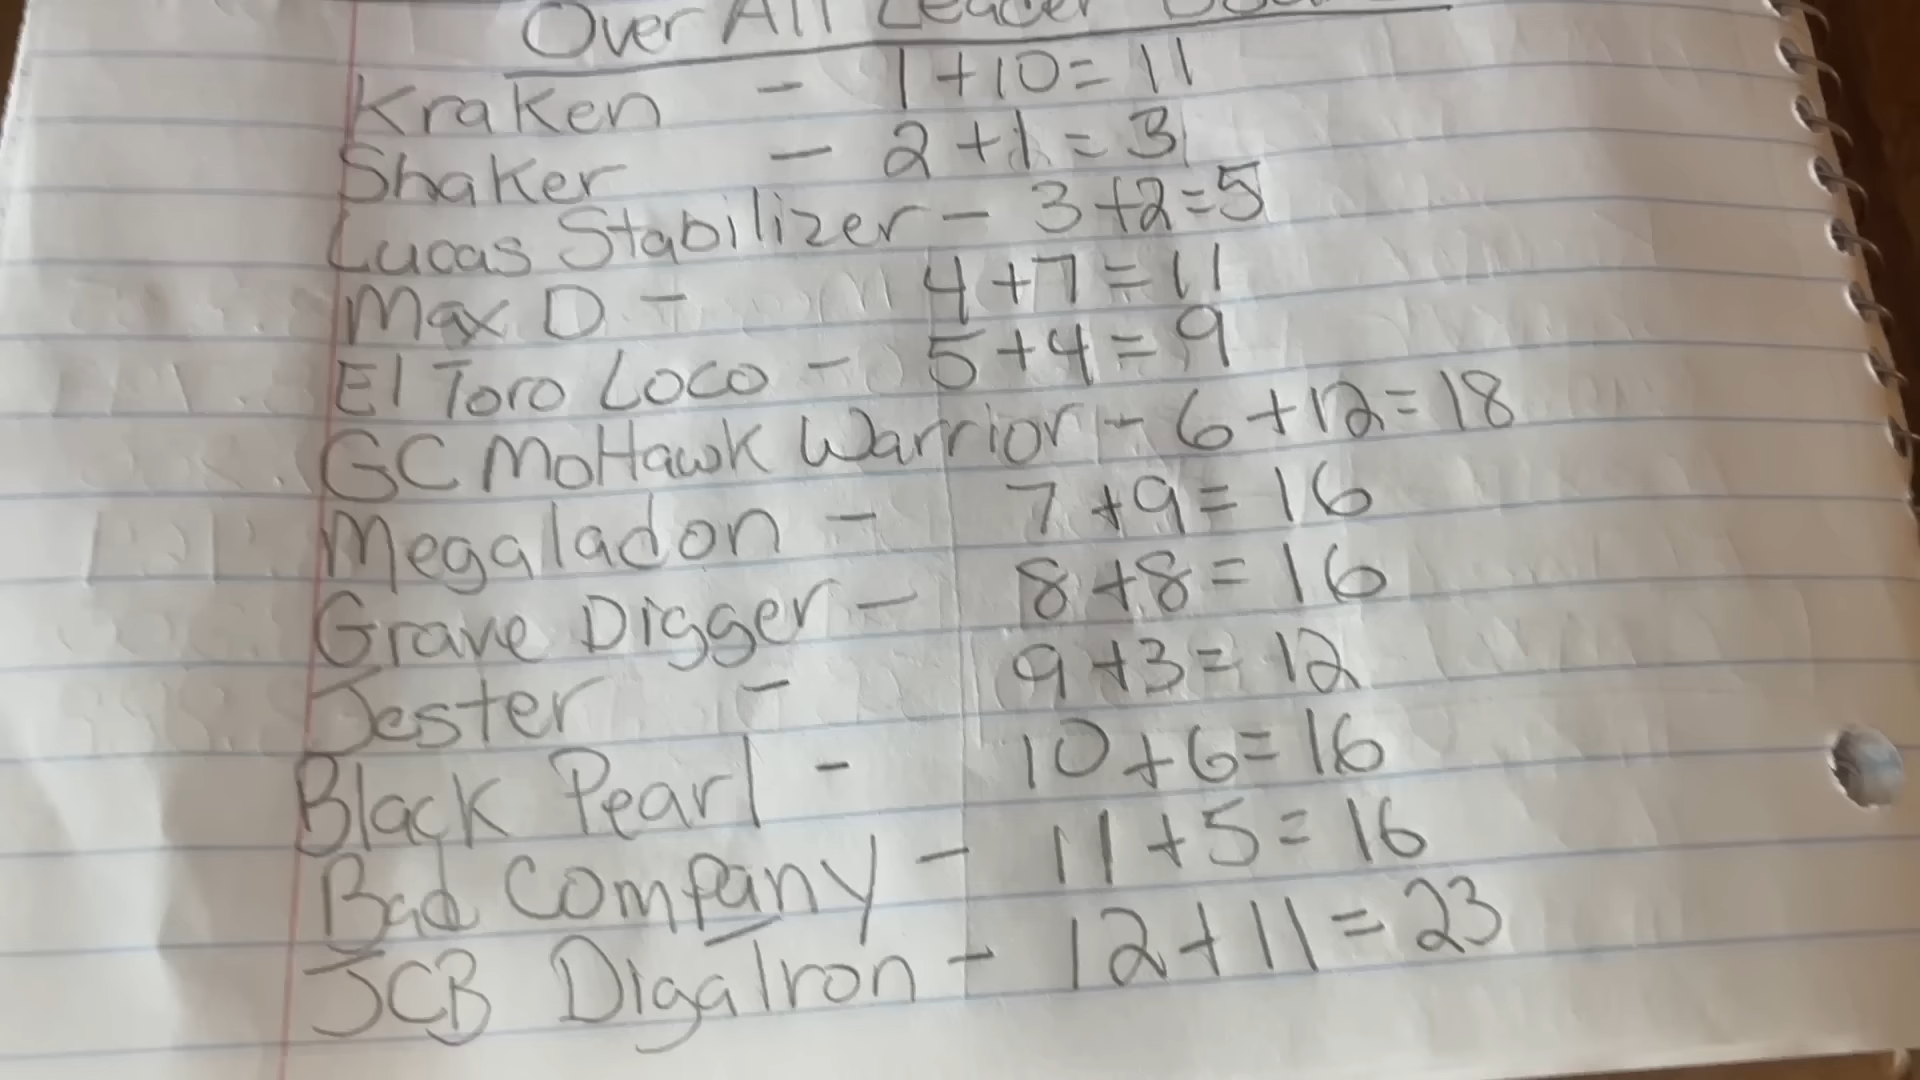 Over All Leader Board
Kraken - 1+10=11
Shaker - 2+1=3
Lucas Stabilizer - 3+2=5
Max D - 4+7=11
El Toro Loco - 5+4=9
GC MoHawk Warrior - 6+12=18
Megaladon - 7+9=16
Grave Digger - 8+8=16
Jester - 9+3=12
Black Pearl - 10+6=16
Bad Company - 11+5=16
JCB Digatron - 12+11=23